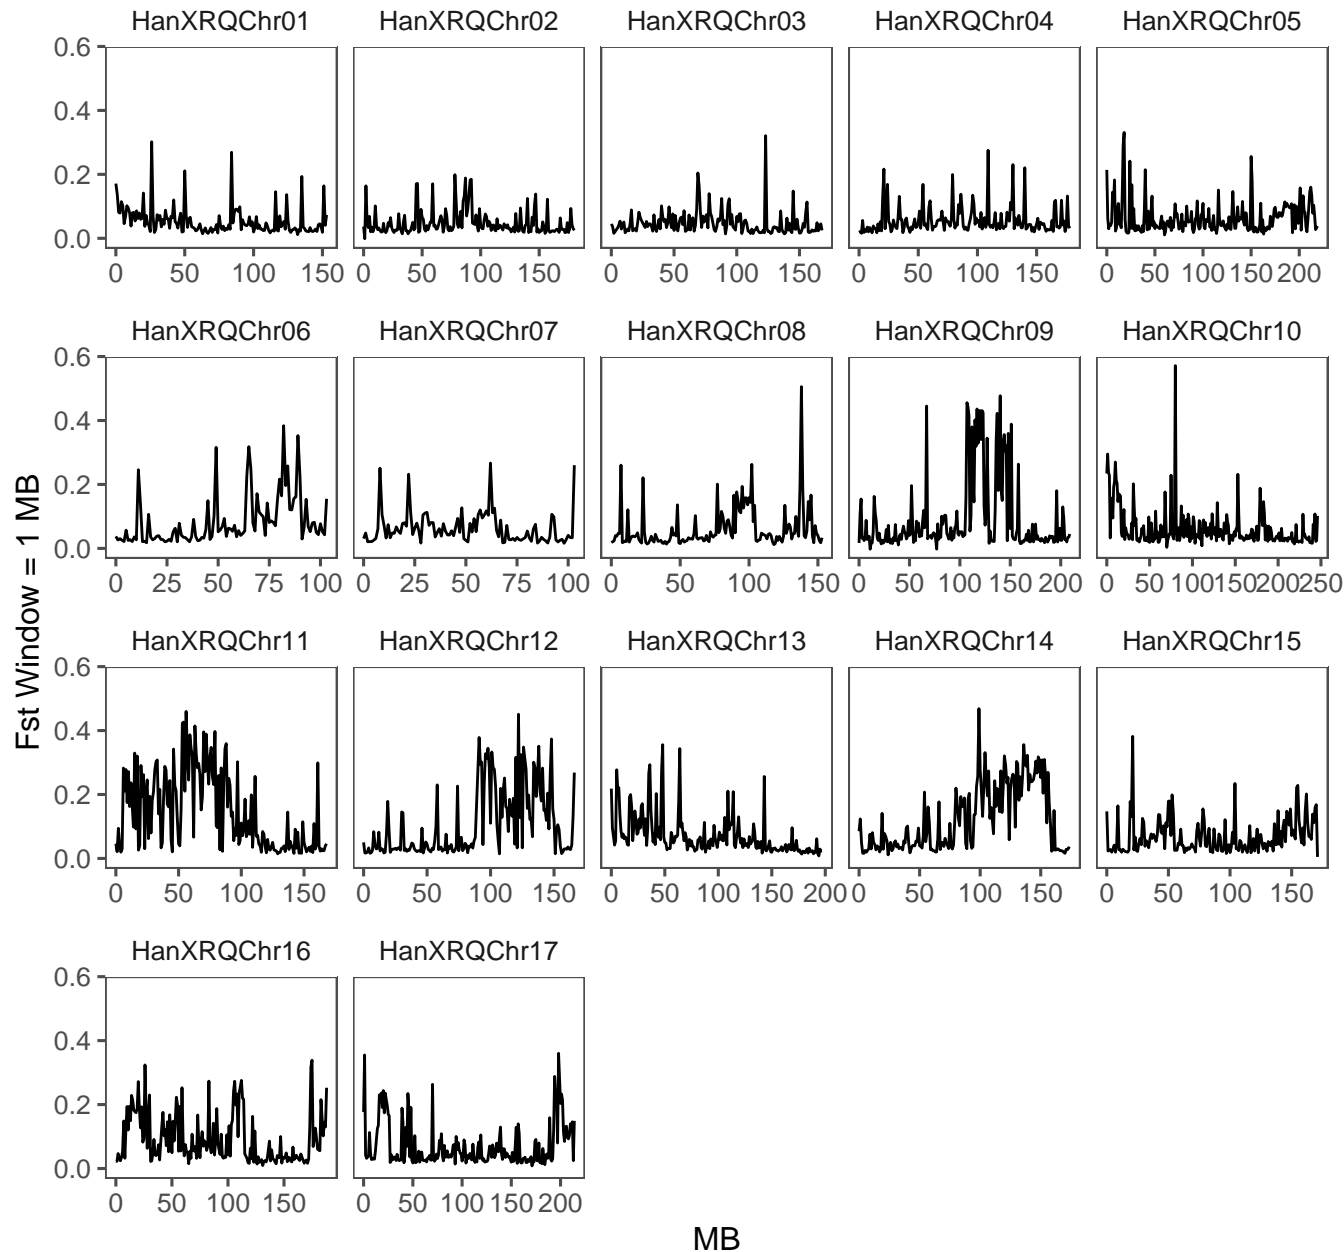 HanXRQChr01 HanXRQChr02 HanXRQChr03 HanXRQChr04 HanXRQChr05
0.6
0.4
0.2
0.0
0 50 100 150 0 50 100 150 0 50 100 150 0 50 100 150 0 50 100 150 200
HanXRQChr06 HanXRQChr07 HanXRQChr08 HanXRQChr09 HanXRQChr10
0.6
0.4
0.2
0.0
0 25 50 75 100 0 25 50 75 100 0 50 100 150 0 50 100 150 200 0 50 100 150 200 250
Fst Window = 1 MB
HanXRQChr11 HanXRQChr12 HanXRQChr13 HanXRQChr14 HanXRQChr15
0.6
0.4
0.2
0.0
0 50 100 150 0 50 100 150 0 50 100 150 200 0 50 100 150 0 50 100 150
HanXRQChr16 HanXRQChr17
0.6
0.4
0.2
0.0
0 50 100 150 0 50 100 150 200
MB